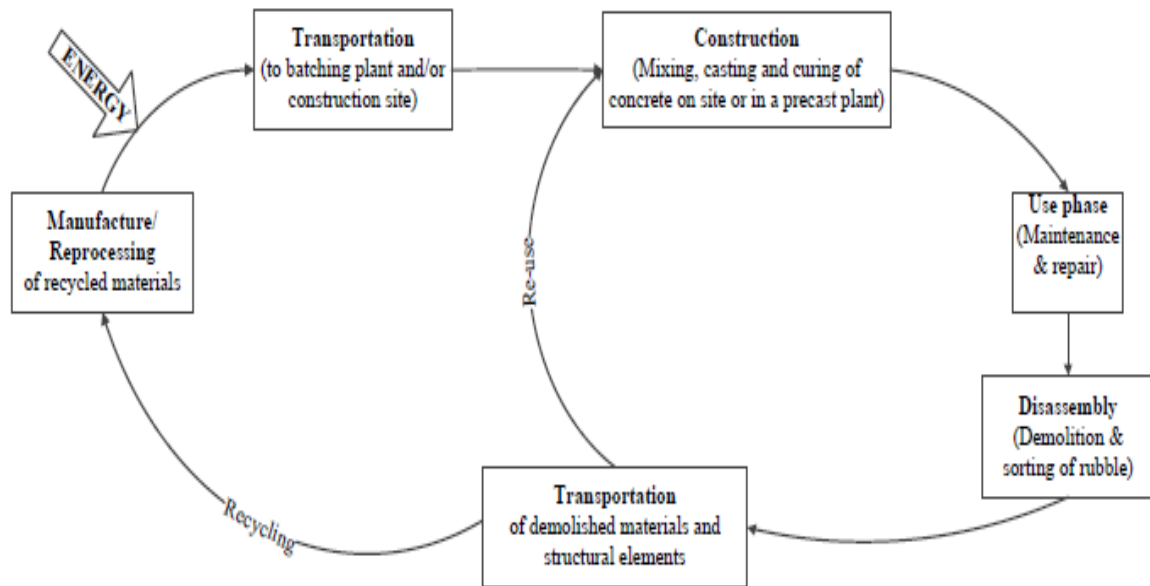 ENERGY
Transportation
(to batching plant and/or
construction site)
Construction
(Mixing, casting and curing of
concrete on site or in a precast plant)
Manufacture/
Reprocessing
of recycled materials
Re-use
Use phase
(Maintenance
& repair)
Disassembly
(Demolition &
sorting of rubble)
Transportation
of demolished materials and
structural elements
Recycling